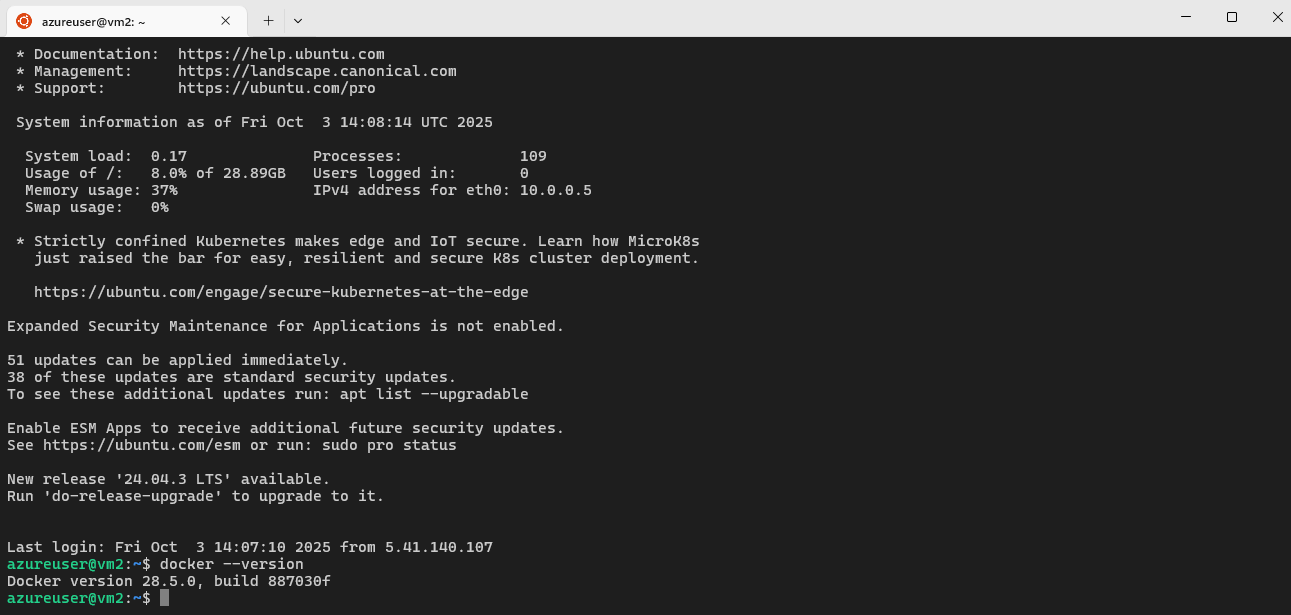 azureuser@vm2: ~
* Documentation:  https://help.ubuntu.com
* Management:     https://landscape.canonical.com
* Support:        https://ubuntu.com/pro
System information as of Fri Oct  3 14:08:14 UTC 2025
System load:  0.17              Processes:             109
Usage of /:   8.0% of 28.89GB   Users logged in:       0
Memory usage: 37%               IPv4 address for eth0: 10.0.0.5
Swap usage:   0%
* Strictly confined Kubernetes makes edge and IoT secure. Learn how MicroK8s
just raised the bar for easy, resilient and secure K8s cluster deployment.
https://ubuntu.com/engage/secure-kubernetes-at-the-edge
Expanded Security Maintenance for Applications is not enabled.
51 updates can be applied immediately.
38 of these updates are standard security updates.
To see these additional updates run: apt list --upgradable
Enable ESM Apps to receive additional future security updates.
See https://ubuntu.com/esm or run: sudo pro status
New release '24.04.3 LTS' available.
Run 'do-release-upgrade' to upgrade to it.
Last login: Fri Oct  3 14:07:10 2025 from 5.41.140.107
azureuser@vm2:~$ docker --version
Docker version 28.5.0, build 887030f
azureuser@vm2:~$